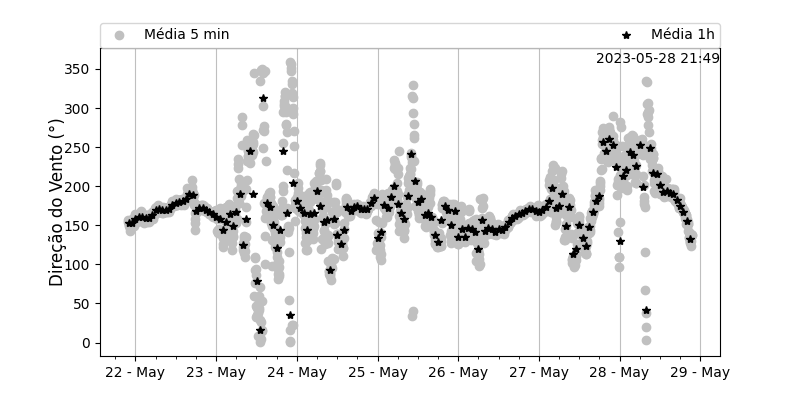 Média 5 min
Média 1h
2023-05-28 21:49
Direção do Vento (°)
350
300
250
200
150
100
50
0
22 - May
23 - May
24 - May
25 - May
26 - May
27 - May
28 - May
29 - May